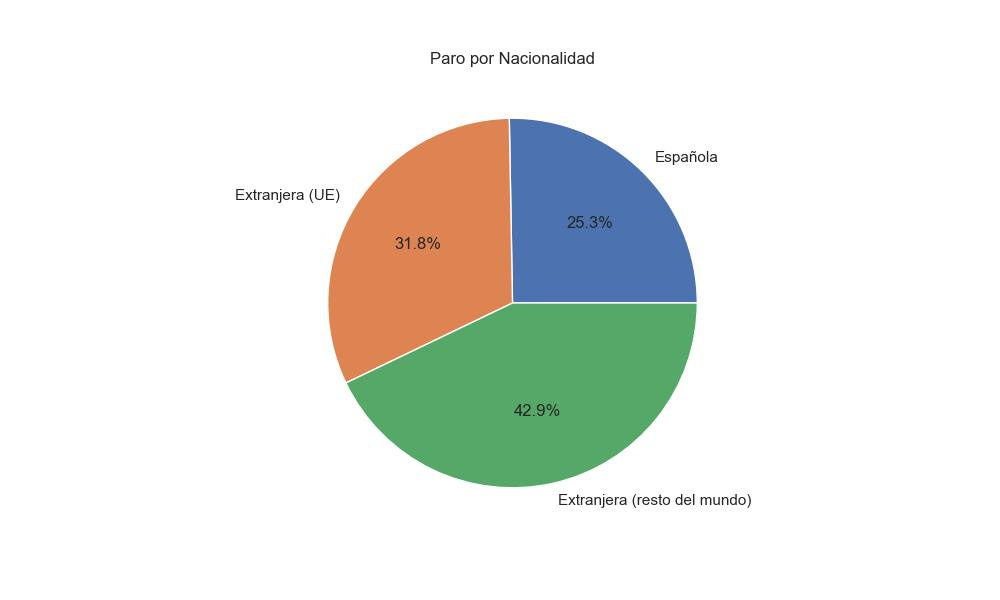 Paro por Nacionalidad
Española
Extranjera (UE)
25.3%
31.8%
42.9%
Extranjera (resto del mundo)